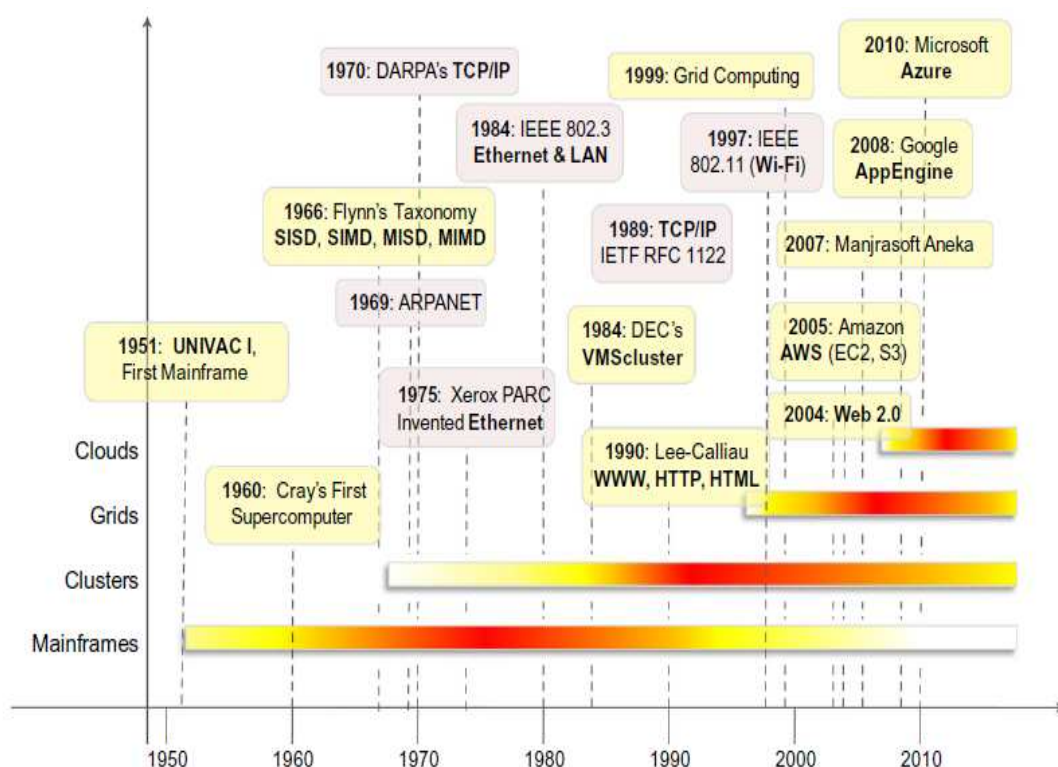 1970: DARPA's TCP/IP
1999: Grid Computing
2010: Microsoft
Azure
1984: IEEE 802.3
Ethernet & LAN
1997: IEEE
802.11 (Wi-Fi)
2008: Google
AppEngine
1966: Flynn's Taxonomy
SISD, SIMD, MISD, MIMD
1989: TCP/IP
IETF RFC 1122
2007: Manjrasoft Aneka
1969: ARPANET
1951: UNIVAC I,
First Mainframe
1984: DEC's
VMScluster
2005: Amazon
AWS (EC2, S3)
1975: Xerox PARC
Invented Ethernet
2004: Web 2.0
1990: Lee-Calliau
WWW, HTTP, HTML
1960: Cray's First
Supercomputer
Clouds
Grids
Clusters
Mainframes
1950 1960 1970 1980 1990 2000 2010